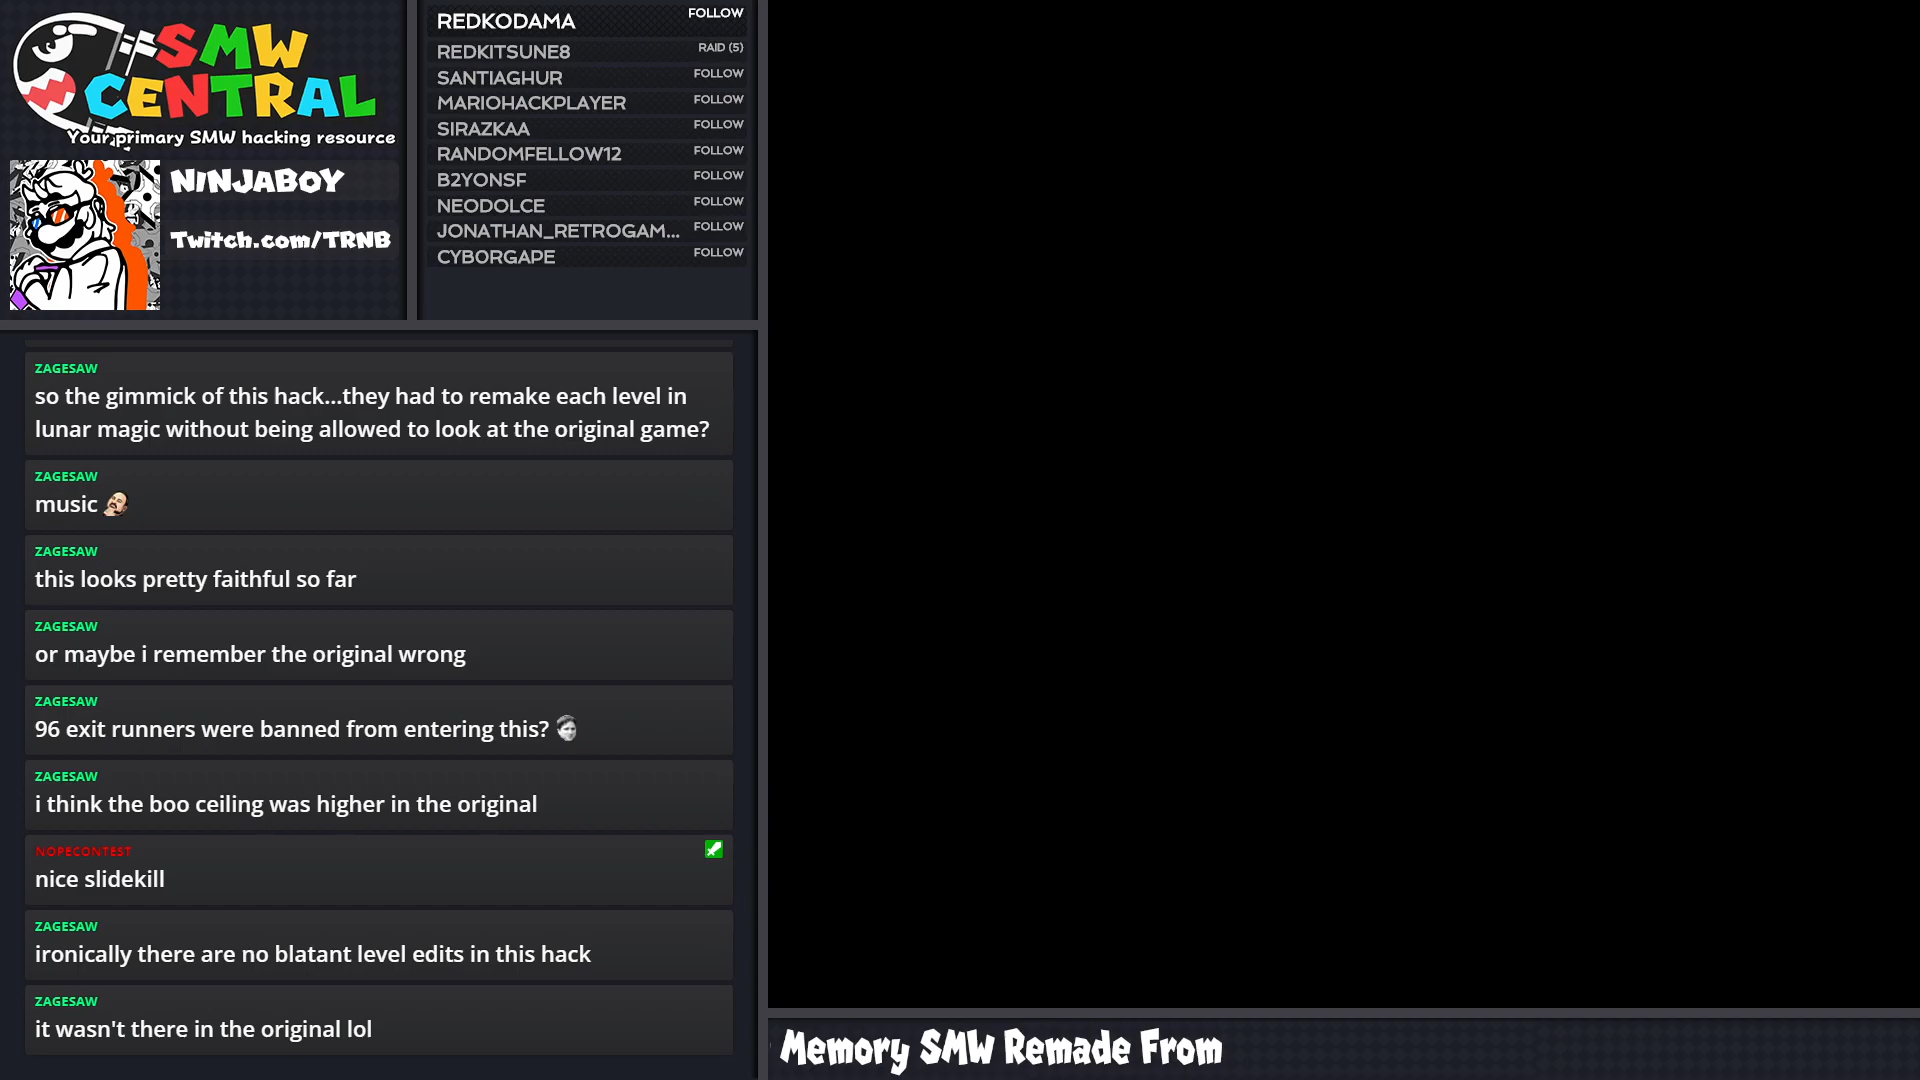 SMW
CENTRAL
Your primary SMW hacking resource
NINJABOY
Twitch.com/TRNB
REDKODAMA FOLLOW
REDKITSUNE8 RAID (5)
SANTIAGHUR FOLLOW
MARIOHACKPLAYER FOLLOW
SIRAZKAA FOLLOW
RANDOMFELLOW12 FOLLOW
B2YONSF FOLLOW
NEODOLCE FOLLOW
JONATHAN_RETROGAM... FOLLOW
CYBORGAPE FOLLOW
ZAGESAW
so the gimmick of this hack...they had to remake each level in
lunar magic without being allowed to look at the original game?
ZAGESAW
music
ZAGESAW
this looks pretty faithful so far
ZAGESAW
or maybe i remember the original wrong
ZAGESAW
96 exit runners were banned from entering this?
ZAGESAW
i think the boo ceiling was higher in the original
NOPECONTEST
nice slidekill
ZAGESAW
ironically there are no blatant level edits in this hack
ZAGESAW
it wasn't there in the original lol
Memory SMW Remade From